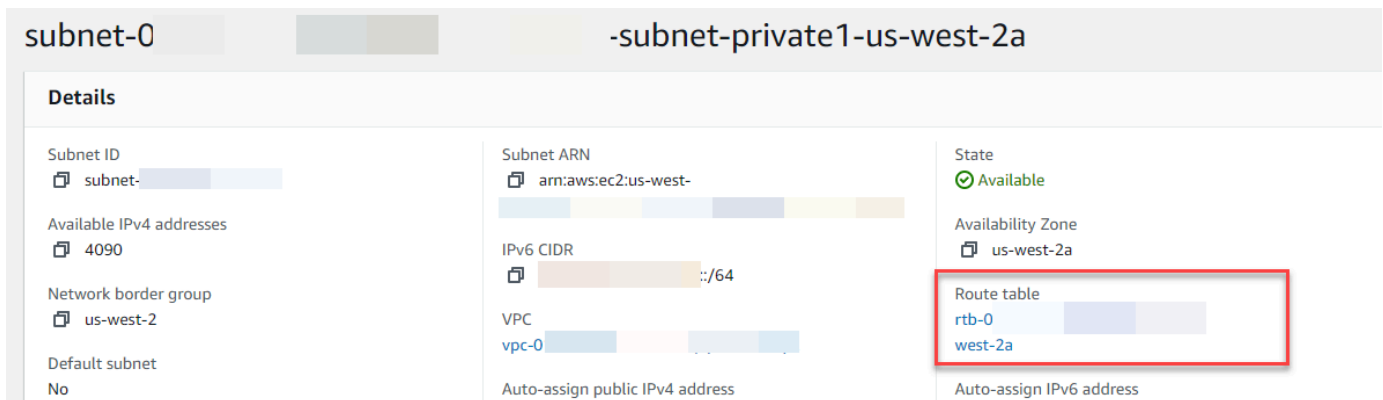 subnet-0 -subnet-private1-us-west-2a
Details
Subnet ID
subnet-
Available IPv4 addresses
4090
Network border group
us-west-2
Default subnet
No
Subnet ARN
arn:aws:ec2:us-west-
IPv6 CIDR
::/64
VPC
vpc-0
Auto-assign public IPv4 address
State
Available
Availability Zone
us-west-2a
Route table
rtb-0
west-2a
Auto-assign IPv6 address